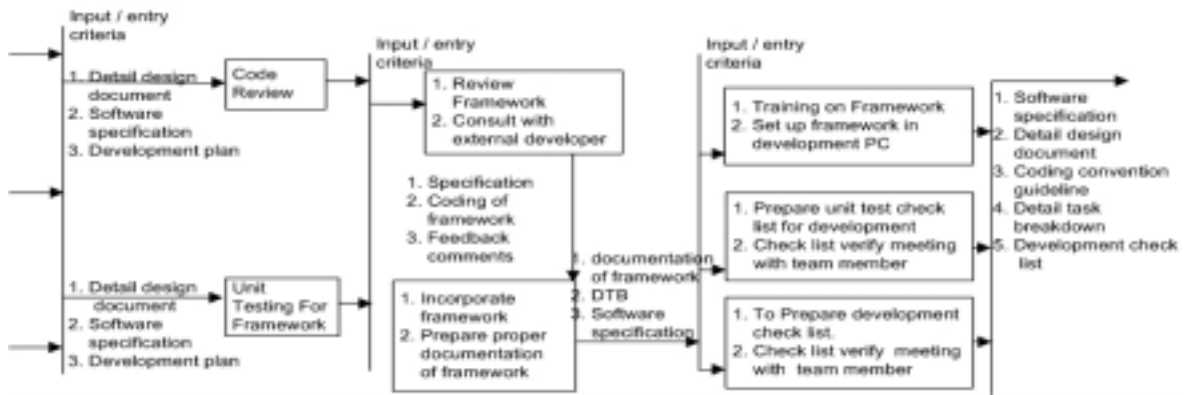 Input / entry
criteria
1. Detail design
document
2. Software
specification
3. Development plan
Code
Review
1. Detail design
document
2. Software
specification
3. Development plan
Unit
Testing For
Framework
Input / entry
criteria
1. Review
Framework
2. Consult with
external developer
1. Specification
2. Coding of
framework
3. Feedback
comments
1. Incorporate
framework
2. Prepare proper
documentation
of framework
1. documentation
of framework
2. DTB
3. Software
specification
Input / entry
criteria
1. Training on Framework
2. Set up framework in
development PC
1. Prepare unit test check
list for development
2. Check list verify meeting
with team member
1. To Prepare development
check list.
2. Check list verify meeting
with team member
1. Software
specification
2. Detail design
document
3. Coding convention
guideline
4. Detail task
breakdown
5. Development check
list